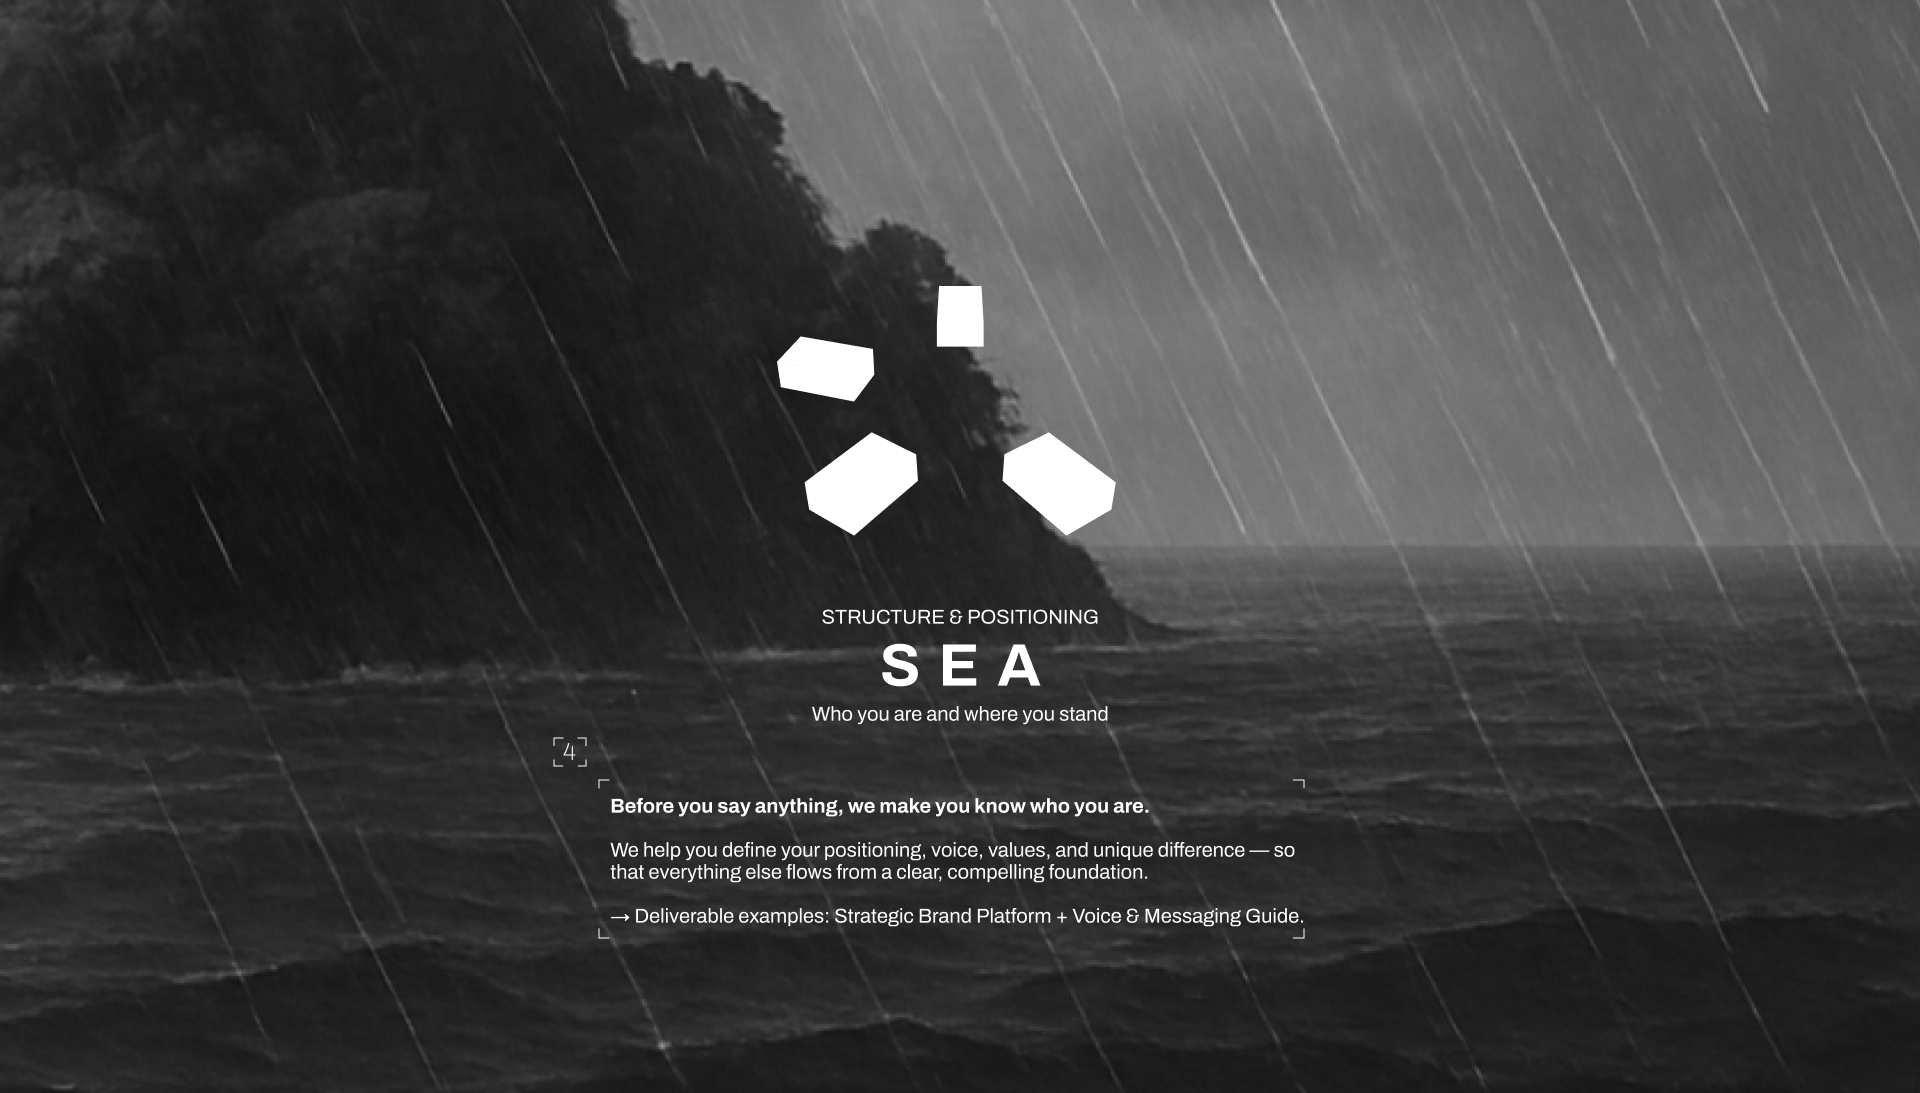 STRUCTURE & POSITIONING
SEA
Who you are and where you stand
4
Before you say anything, we make you know who you are.
We help you define your positioning, voice, values, and unique difference — so
that everything else flows from a clear, compelling foundation.
→ Deliverable examples: Strategic Brand Platform + Voice & Messaging Guide.